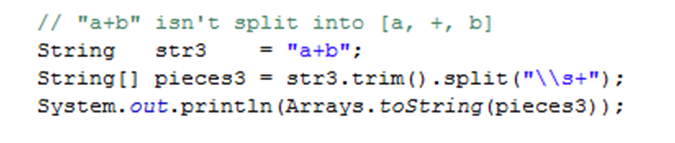 // "a+b" isn't split into [a, +, b]
String   str3    = "a+b";
String[] pieces3 = str3.trim().split("\\s+");
System.out.println(Arrays.toString(pieces3));